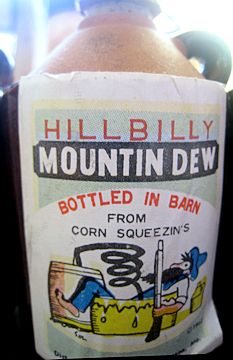 HILLBILLY
MOUNTIN DEW
BOTTLED IN BARN
FROM
CORN SQUEEZIN'S